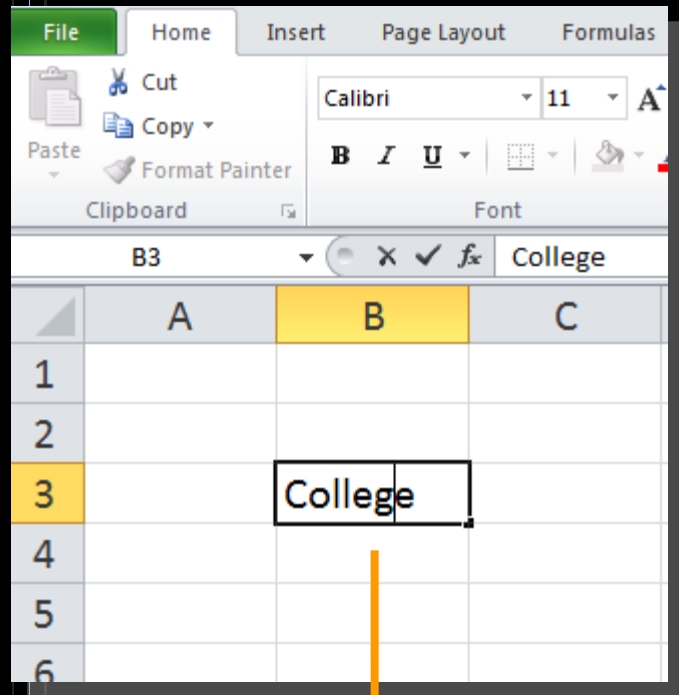 File Home Insert Page Layout Formulas
Cut
Calibri 11 A
Copy
Paste
B I U
Format Painter
Clipboard Font
B3 fx College
A B C
1
2
3 College
4
5
6